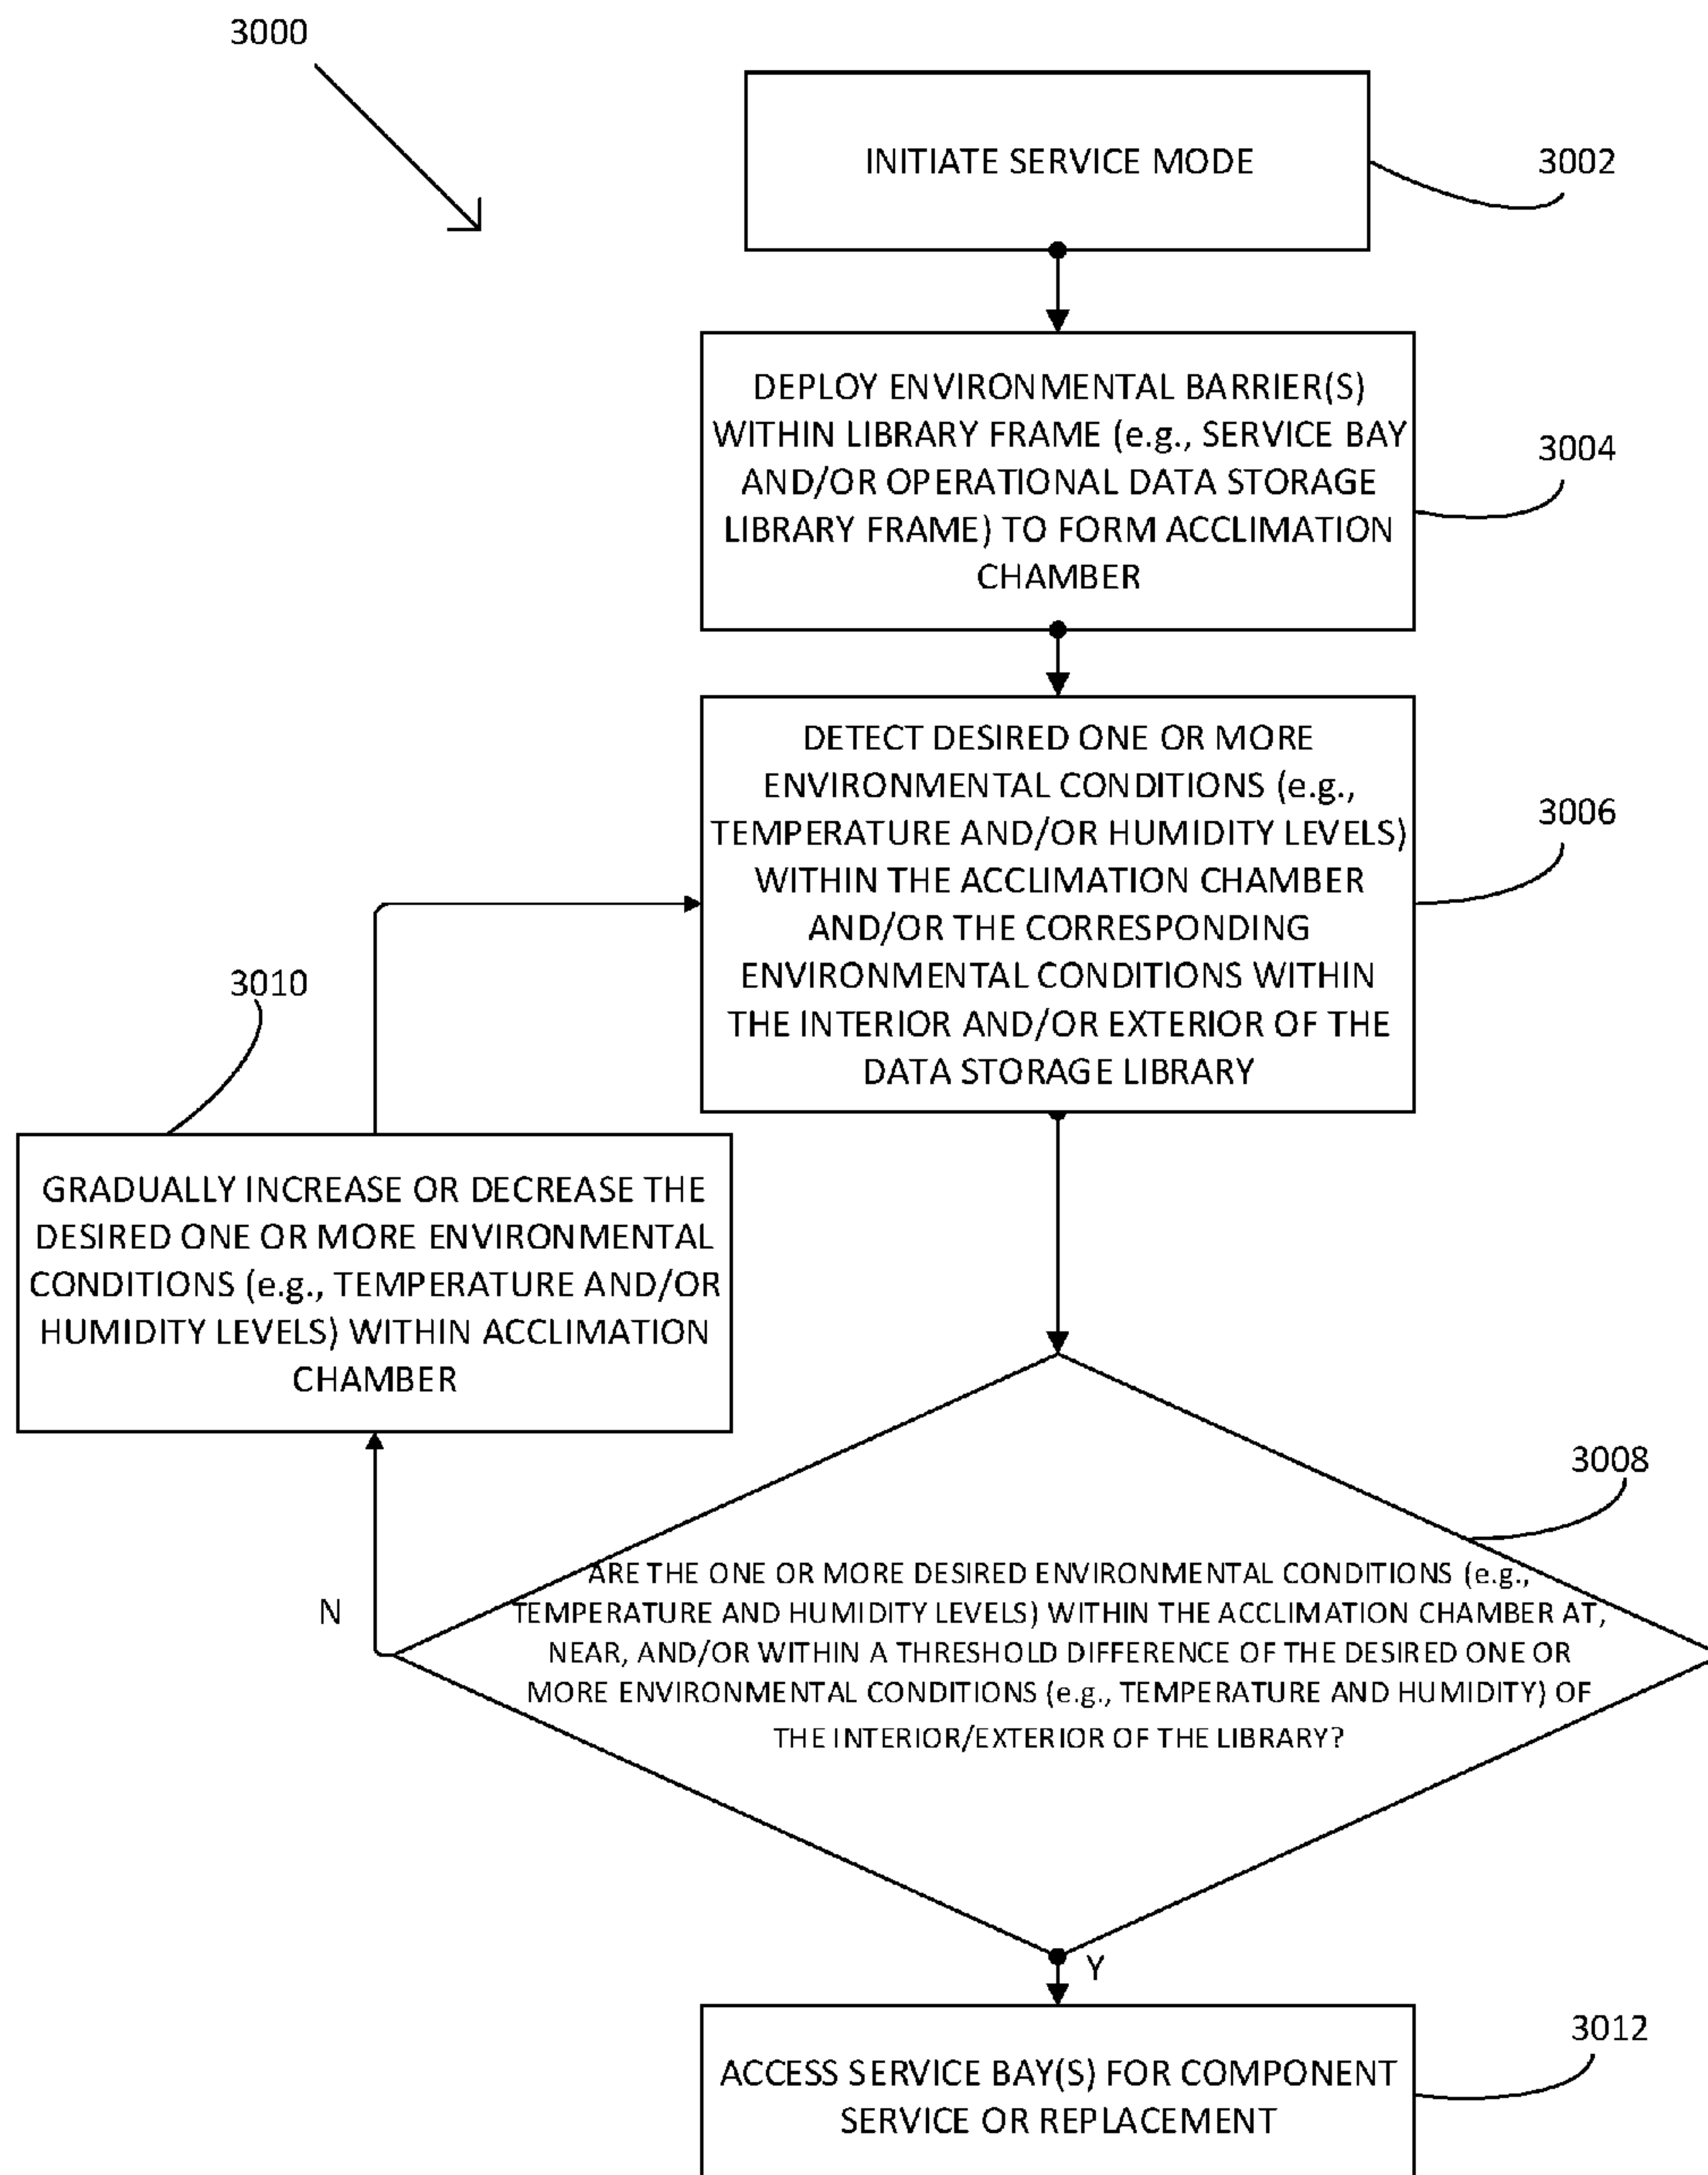 3000
INITIATE SERVICE MODE
3002
DEPLOY ENVIRONMENTAL BARRIER(S)
WITHIN LIBRARY FRAME (e.g., SERVICE BAY
AND/OR OPERATIONAL DATA STORAGE
LIBRARY FRAME) TO FORM ACCLIMATION
CHAMBER
3004
DETECT DESIRED ONE OR MORE
ENVIRONMENTAL CONDITIONS (e.g.,
TEMPERATURE AND/OR HUMIDITY LEVELS)
WITHIN THE ACCLIMATION CHAMBER
AND/OR THE CORRESPONDING
ENVIRONMENTAL CONDITIONS WITHIN
THE INTERIOR AND/OR EXTERIOR OF THE
DATA STORAGE LIBRARY
3006
3010
GRADUALLY INCREASE OR DECREASE THE
DESIRED ONE OR MORE ENVIRONMENTAL
CONDITIONS (e.g., TEMPERATURE AND/OR
HUMIDITY LEVELS) WITHIN ACCLIMATION
CHAMBER
3008
ARE THE ONE OR MORE DESIRED ENVIRONMENTAL CONDITIONS (e.g.,
TEMPERATURE AND HUMIDITY LEVELS) WITHIN THE ACCLIMATION CHAMBER AT,
NEAR, AND/OR WITHIN A THRESHOLD DIFFERENCE OF THE DESIRED ONE OR
MORE ENVIRONMENTAL CONDITIONS (e.g., TEMPERATURE AND HUMIDITY) OF
THE INTERIOR/EXTERIOR OF THE LIBRARY?
N
Y
ACCESS SERVICE BAY(S) FOR COMPONENT
SERVICE OR REPLACEMENT
3012